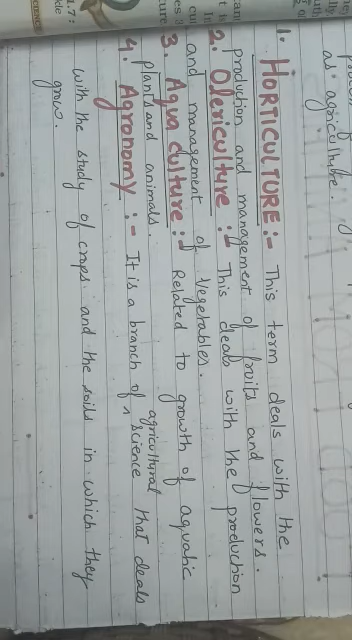 as agriculture.
1. HORTICULTURE :- This term deals with the
production and management of fruits and flowers.
2. Olericulture :- This deals with the production
and management of vegetables.
3. Aqua culture :- Related to growth of aquatic
plants and animals.
4. Agronomy :- It is a branch of agricultural science that deals
with the study of crops and the soils in which they
grow.